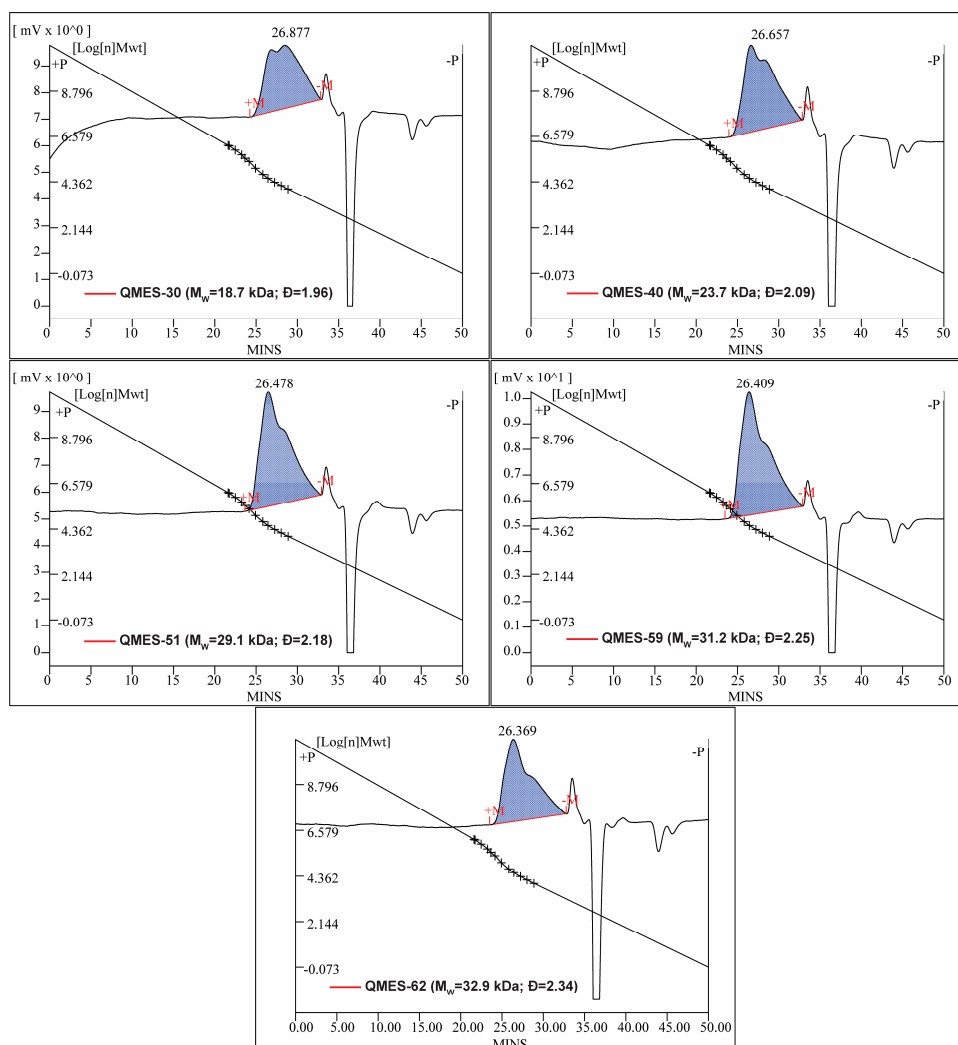 [ mV x 10^0 ]
[Log[n]Mwt]
26.877
+P
-P
9
8
7
6
5
4
3
2
1
0
8.796
6.579
4.362
2.144
-0.073
+M
-M
QMES-30 (Mw=18.7 kDa; Đ=1.96)
0 5 10 15 20 25 30 35 40 45 50
MINS
[Log[n]Mwt]
26.657
+P
-P
8.796
6.579
4.362
2.144
-0.073
+M
-M
QMES-40 (Mw=23.7 kDa; Đ=2.09)
0 5 10 15 20 25 30 35 40 45 50
MINS
[ mV x 10^0 ]
[Log[n]Mwt]
26.478
+P
-P
9
8
7
6
5
4
3
2
1
0
8.796
6.579
4.362
2.144
-0.073
+M
-M
QMES-51 (Mw=29.1 kDa; Đ=2.18)
0 5 10 15 20 25 30 35 40 45 50
MINS
[ mV x 10^1 ]
[Log[n]Mwt]
26.409
+P
-P
1.0
0.9
0.8
0.7
0.6
0.5
0.4
0.3
0.2
0.1
0.0
8.796
6.579
4.362
2.144
-0.073
+M
-M
QMES-59 (Mw=31.2 kDa; Đ=2.25)
0 5 10 15 20 25 30 35 40 45 50
MINS
[Log[n]Mwt]
26.369
+P
-P
8.796
6.579
4.362
2.144
-0.073
+M
-M
QMES-62 (Mw=32.9 kDa; Đ=2.34)
0.00 5.00 10.00 15.00 20.00 25.00 30.00 35.00 40.00 45.00 50.00
MINS